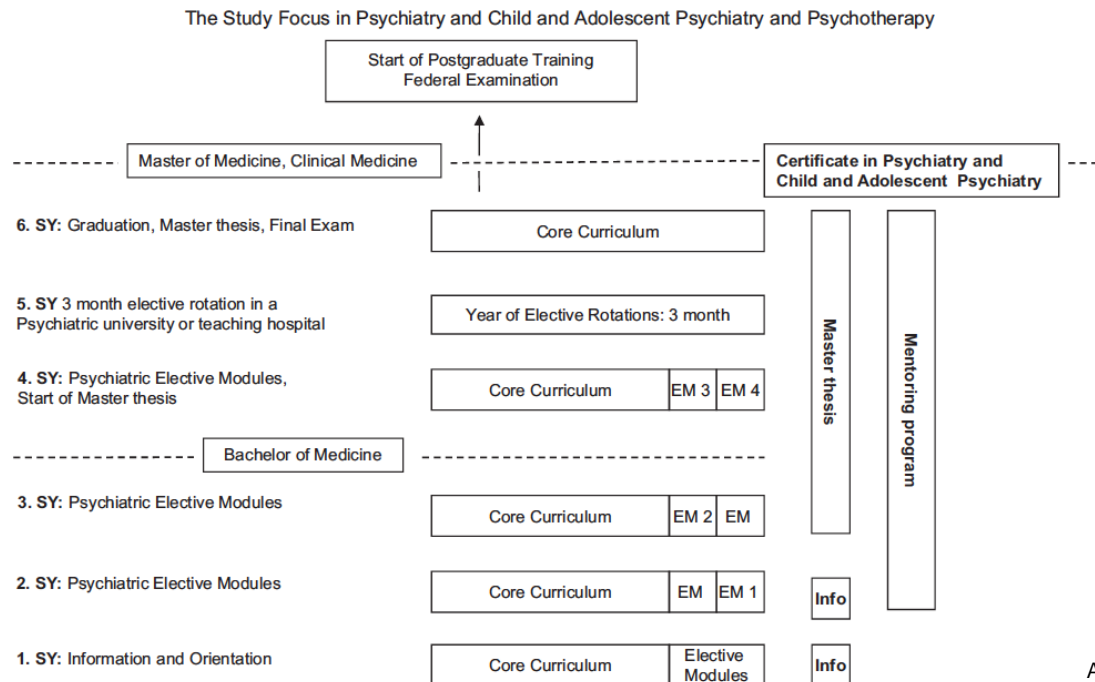 The Study Focus in Psychiatry and Child and Adolescent Psychiatry and Psychotherapy
Start of Postgraduate Training
Federal Examination
Master of Medicine, Clinical Medicine
Certificate in Psychiatry and
Child and Adolescent Psychiatry
6. SY: Graduation, Master thesis, Final Exam
Core Curriculum
5. SY 3 month elective rotation in a
Psychiatric university or teaching hospital
Year of Elective Rotations: 3 month
4. SY: Psychiatric Elective Modules,
Start of Master thesis
Core Curriculum
EM 3
EM 4
Master thesis
Mentoring program
Bachelor of Medicine
3. SY: Psychiatric Elective Modules
Core Curriculum
EM 2
EM
2. SY: Psychiatric Elective Modules
Core Curriculum
EM
EM 1
Info
1. SY: Information and Orientation
Core Curriculum
Elective
Modules
Info
A